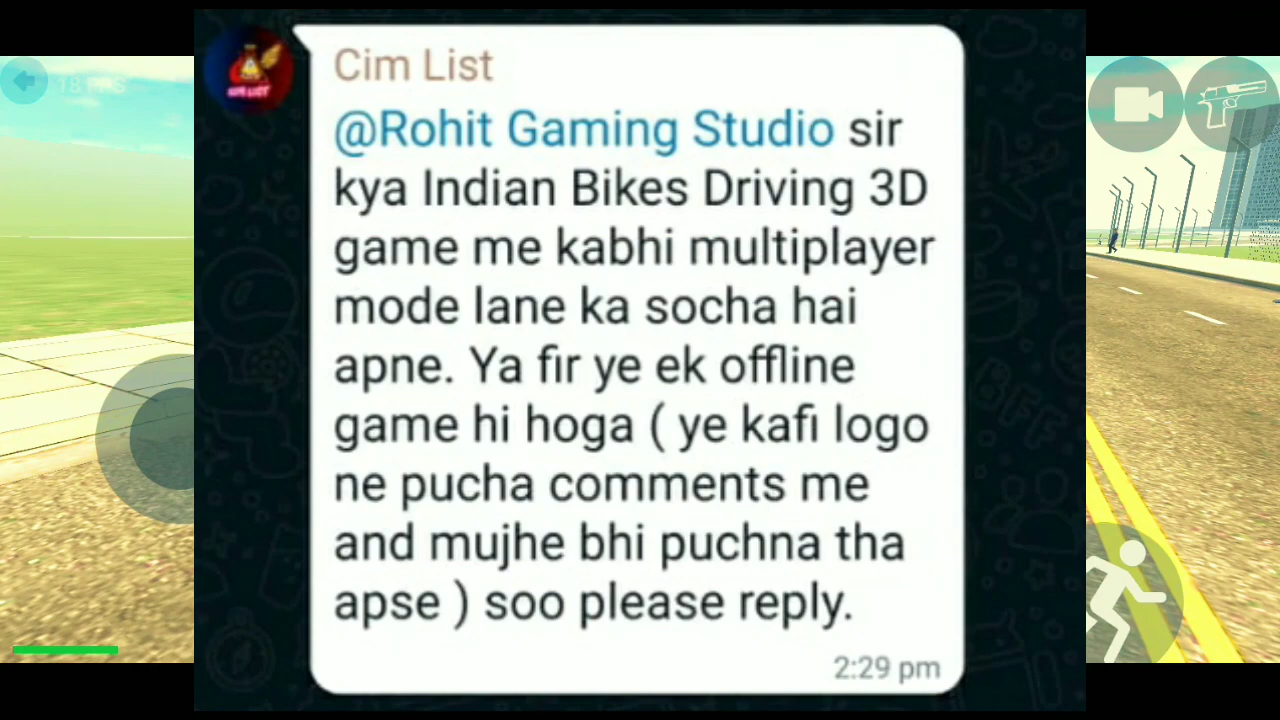 18 FPS
Cim List
@Rohit Gaming Studio sir
kya Indian Bikes Driving 3D
game me kabhi multiplayer
mode lane ka socha hai
apne. Ya fir ye ek offline
game hi hoga ( ye kafi logo
ne pucha comments me
and mujhe bhi puchna tha
apse ) soo please reply.
2:29 pm